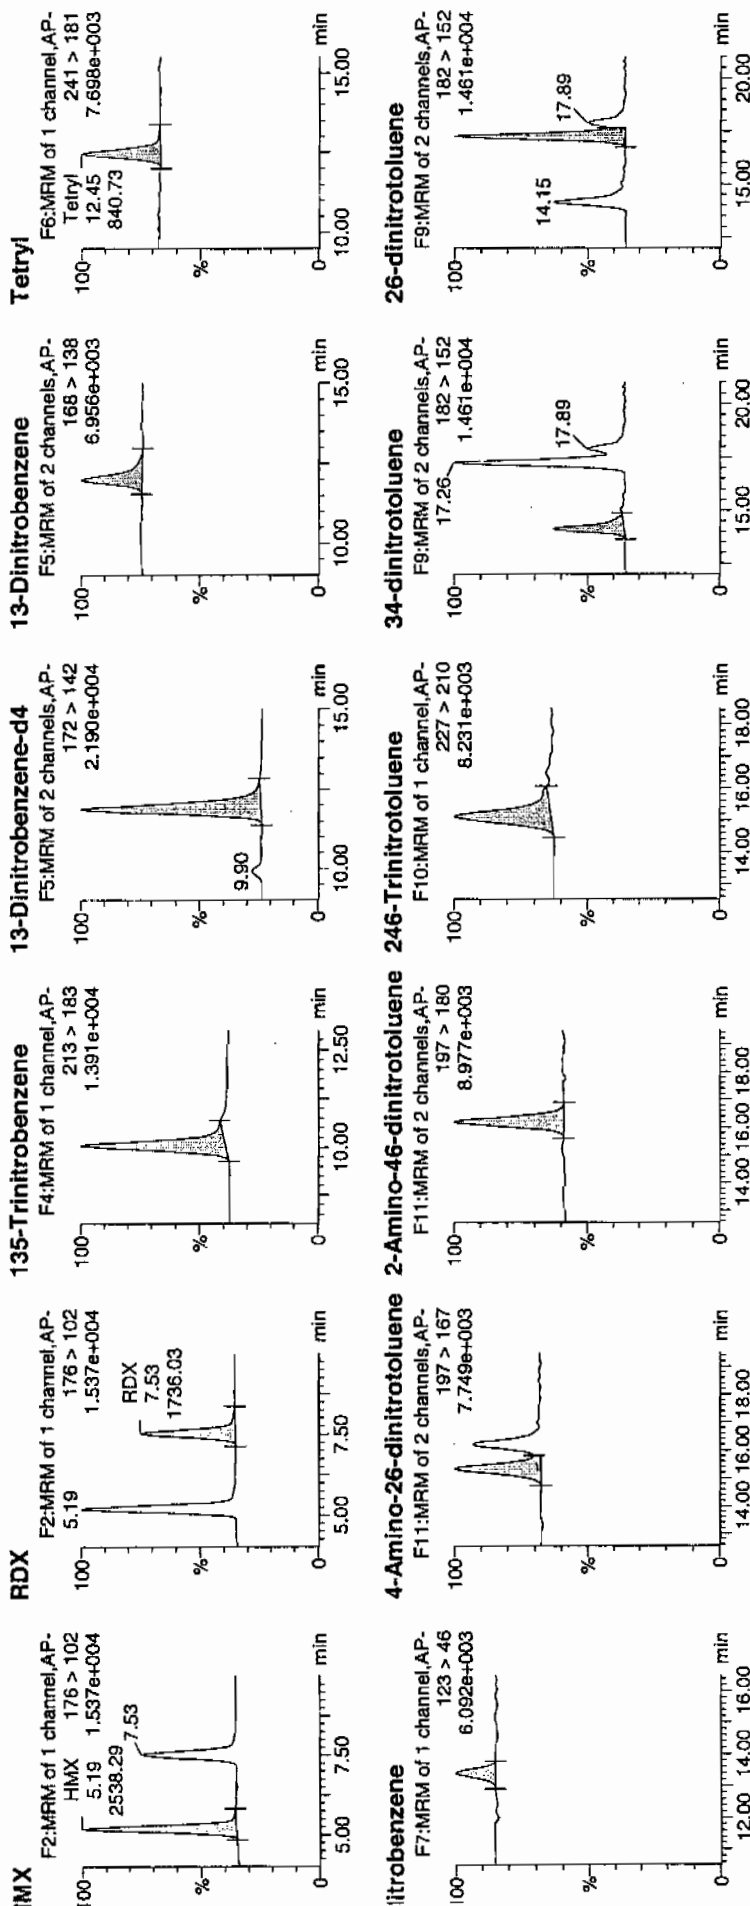 MX
F2:MRM of 1 channel,AP-
HMX 176 > 102
5.19 1.537e+004
2538.29
7.53
00
%
0
5.00 7.50 min
RDX
F2:MRM of 1 channel,AP-
5.19 176 > 102
1.537e+004
RDX
7.53
1736.03
100
%
0
5.00 7.50 min
135-Trinitrobenzene
F4:MRM of 1 channel,AP-
213 > 183
1.391e+004
100
%
0
10.00 12.50 min
13-Dinitrobenzene-d4
F5:MRM of 2 channels,AP-
172 > 142
2.190e+004
100
9.90
%
0
10.00 15.00 min
13-Dinitrobenzene
F5:MRM of 2 channels,AP-
168 > 138
6.956e+003
100
%
0
10.00 15.00 min
Tetryl
F6:MRM of 1 channel,AP-
Tetryl 241 > 181
12.45 7.698e+003
840.73
100
%
0
10.00 15.00 min
itrobenzene
F7:MRM of 1 channel,AP-
123 > 46
6.092e+003
100
%
0
12.00 14.00 16.00 min
4-Amino-26-dinitrotoluene
F11:MRM of 2 channels,AP-
197 > 167
7.749e+003
100
%
0
14.00 16.00 18.00 min
2-Amino-46-dinitrotoluene
F11:MRM of 2 channels,AP-
197 > 180
8.977e+003
100
%
0
14.00 16.00 18.00 min
246-Trinitrotoluene
F10:MRM of 1 channel,AP-
227 > 210
8.231e+003
100
%
0
14.00 16.00 18.00 min
34-dinitrotoluene
F9:MRM of 2 channels,AP-
17.26 182 > 152
1.461e+004
17.89
100
%
0
15.00 20.00 min
26-dinitrotoluene
F9:MRM of 2 channels,AP-
182 > 152
1.461e+004
14.15
17.89
100
%
0
15.00 20.00 min